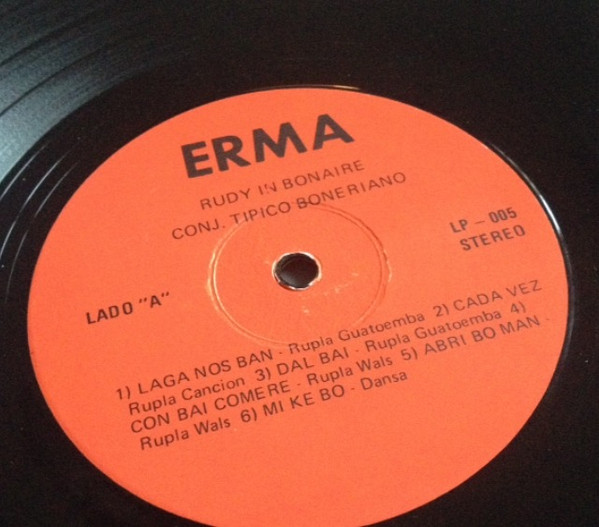 ERMA
RUDY IN BONAIRE
CONJ. TIPICO BONERIANO
LP - 005
STEREO
LADO "A"
1) LAGA NOS BAN - Rupla Guatoemba 2) CADA VEZ
Rupla Cancion 3) DAL BAI - Rupla Guatoemba 4)
CON BAI COMERE - Rupla Wals 5) ABRI BO MAN -
Rupla Wals 6) MI KE BO - Dansa